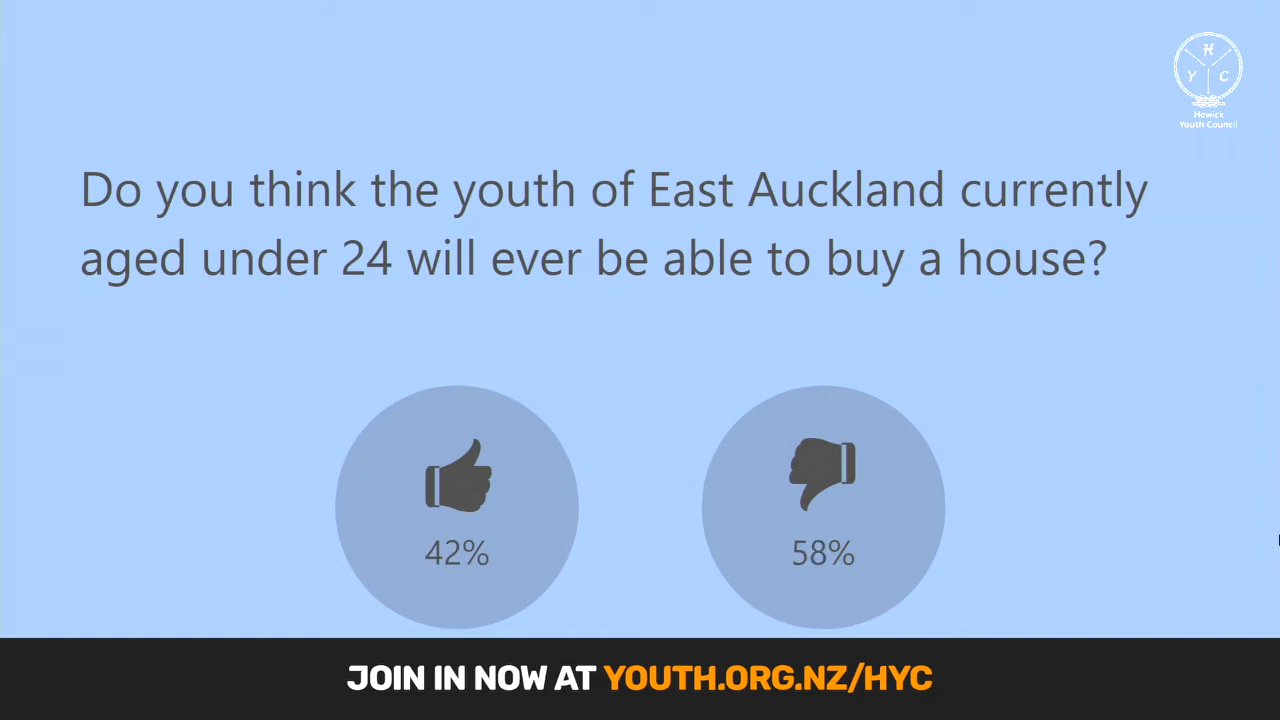 H
Y C
Howick
Youth Council
Do you think the youth of East Auckland currently
aged under 24 will ever be able to buy a house?
42% 58%
JOIN IN NOW AT YOUTH.ORG.NZ/HYC